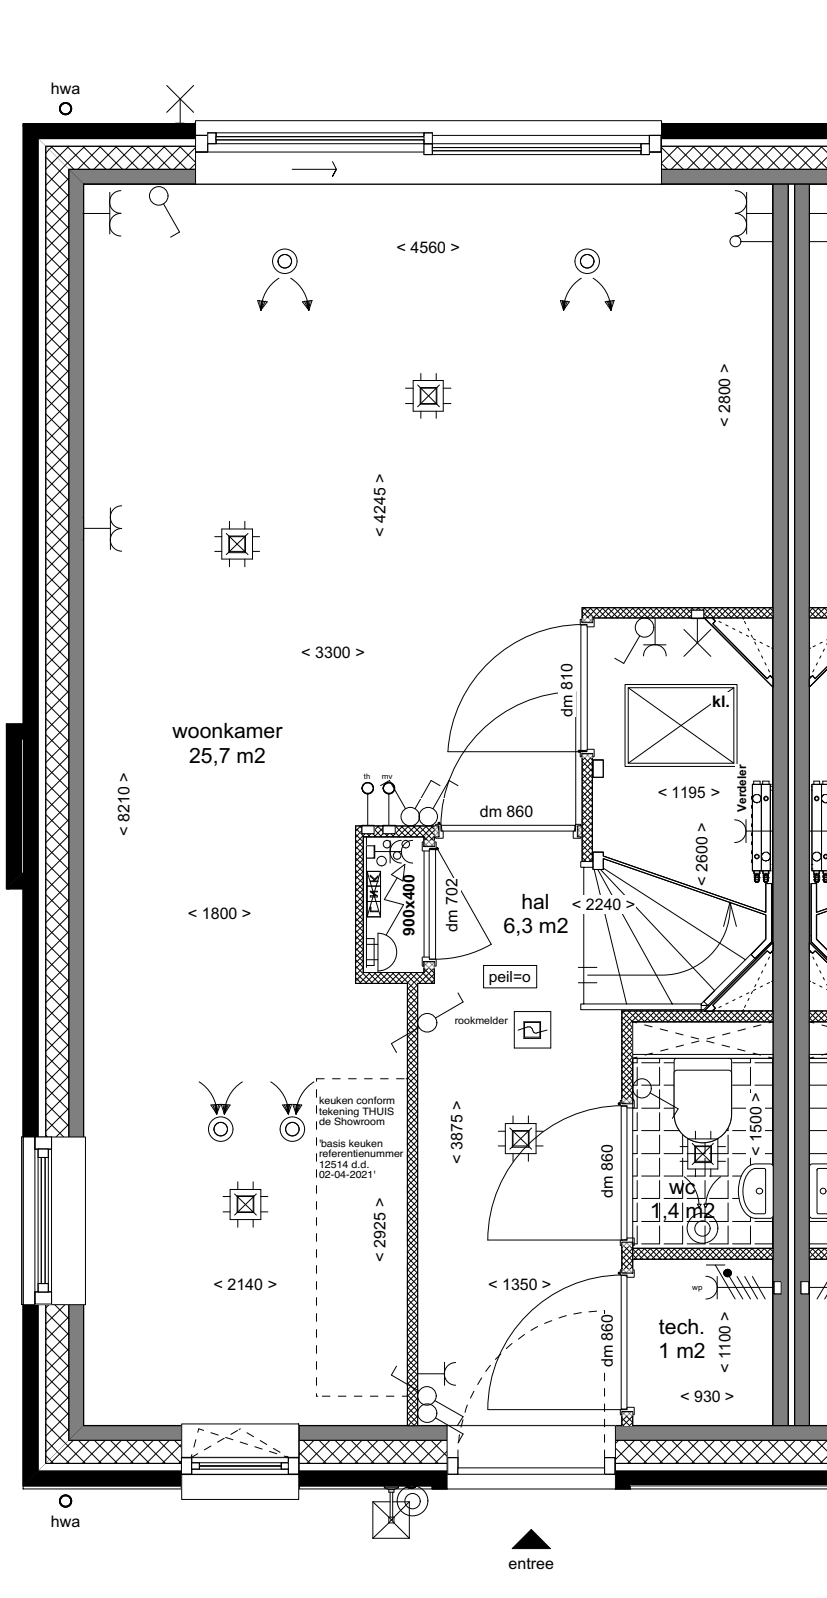 hwa
< 4560 >
< 2800 >
< 4245 >
< 3300 >
dm 810
kl.
woonkamer
25,7 m2
< 8210 >
th
mv
dm 860
< 1195 >
Verdeler
< 2600 >
900x400
dm 702
hal
6,3 m2
< 2240 >
< 1800 >
peil=o
rookmelder
keuken conform
tekening THUIS
de Showroom
'basis keuken
referentienummer
12514 d.d.
02-04-2021'
< 3875 >
< 1500 >
dm 860
wc
1,4 m2
< 2925 >
< 2140 >
< 1350 >
wp
tech.
1 m2
< 1100 >
dm 860
< 930 >
hwa
entree